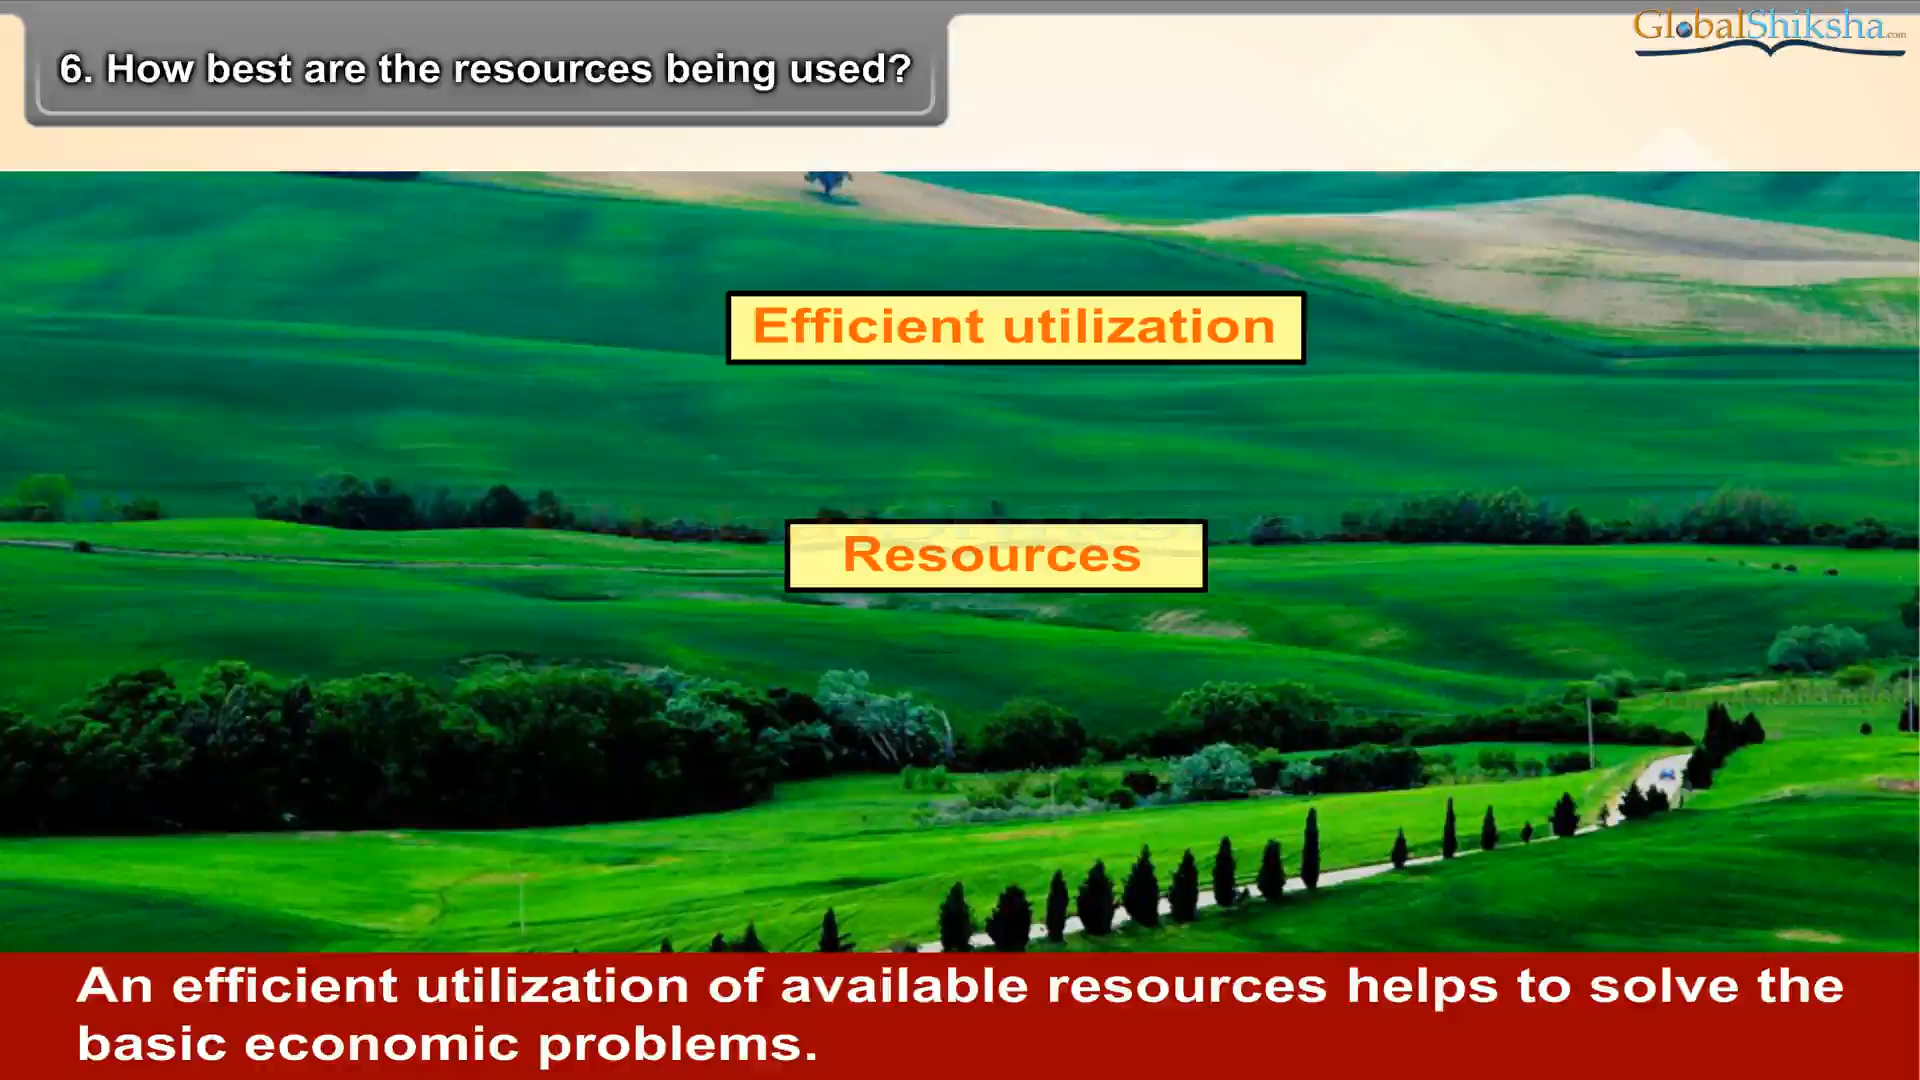 6. How best are the resources being used?
GlobalShiksha.com
Efficient utilization
Resources
An efficient utilization of available resources helps to solve the
basic economic problems.